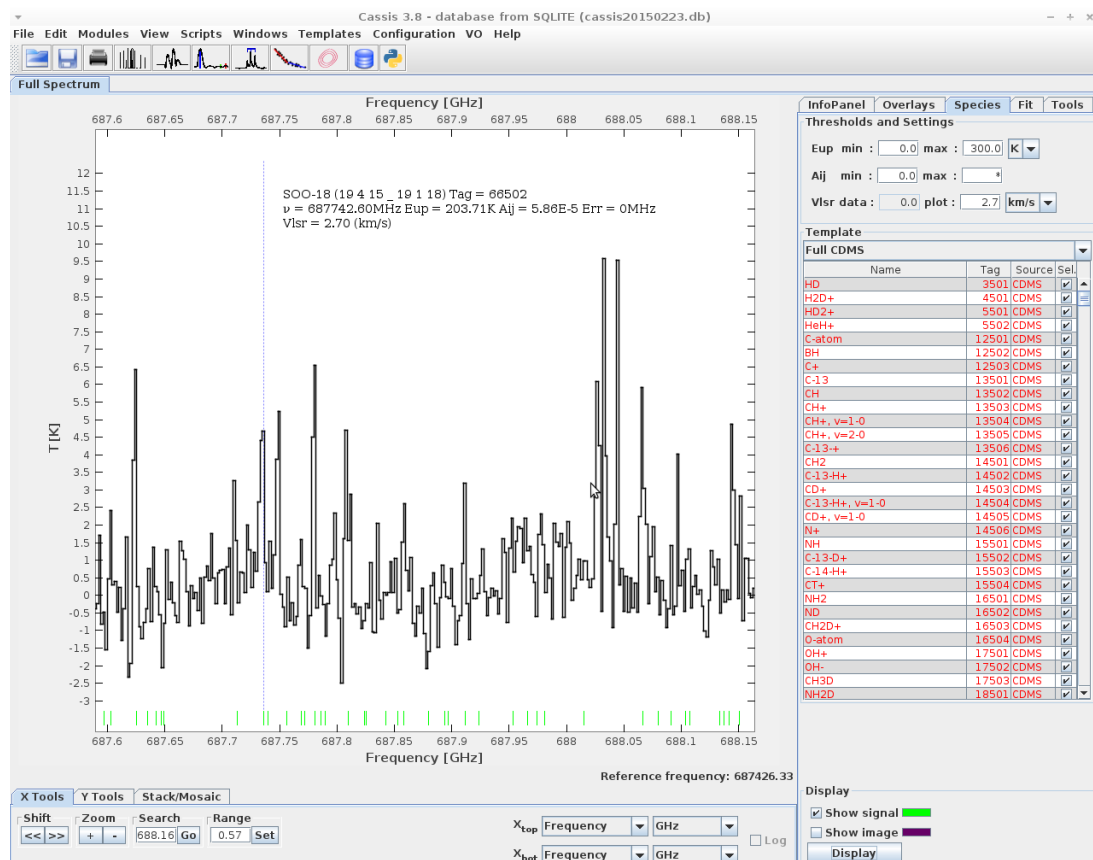 Cassis 3.8 - database from SQLITE (cassis20150223.db)
File Edit Modules View Scripts Windows Templates Configuration VO Help
Full Spectrum
Frequency [GHz]
687.6 687.65 687.7 687.75 687.8 687.85 687.9 687.95 688 688.05 688.1 688.15
12
11.5
11
10.5
10
9.5
9
8.5
8
7.5
7
6.5
6
5.5
5
4.5
4
3.5
3
2.5
2
1.5
1
0.5
0
-0.5
-1
-1.5
-2
-2.5
-3
T [K]
SOO-18 (19 4 15 _ 19 1 18) Tag = 66502
ν = 687742.60MHz Eup = 203.71K Aij = 5.86E-5 Err = 0MHz
Vlsr = 2.70 (km/s)
687.6 687.65 687.7 687.75 687.8 687.85 687.9 687.95 688 688.05 688.1 688.15
Frequency [GHz]
Reference frequency: 687426.33
X Tools Y Tools Stack/Mosaic
Shift Zoom Search Range
<< >> + - 688.16 Go 0.57 Set
Xtop Frequency GHz
Log
Xbot Frequency GHz
InfoPanel Overlays Species Fit Tools
Thresholds and Settings
Eup min : 0.0 max : 300.0 K
Aij min : 0.0 max : *
Vlsr data : 0.0 plot : 2.7 km/s
Template
Full CDMS
Name Tag Source Sel.
HD 3501 CDMS
H2D+ 4501 CDMS
HD2+ 5501 CDMS
HeH+ 5502 CDMS
C-atom 12501 CDMS
BH 12502 CDMS
C+ 12503 CDMS
C-13 13501 CDMS
CH 13502 CDMS
CH+ 13503 CDMS
CH+, v=1-0 13504 CDMS
CH+, v=2-0 13505 CDMS
C-13-+ 13506 CDMS
CH2 14501 CDMS
C-13-H+ 14502 CDMS
CD+ 14503 CDMS
C-13-H+, v=1-0 14504 CDMS
CD+, v=1-0 14505 CDMS
N+ 14506 CDMS
NH 15501 CDMS
C-13-D+ 15502 CDMS
C-14-H+ 15503 CDMS
CT+ 15504 CDMS
NH2 16501 CDMS
ND 16502 CDMS
CH2D+ 16503 CDMS
O-atom 16504 CDMS
OH+ 17501 CDMS
OH- 17502 CDMS
CH3D 17503 CDMS
NH2D 18501 CDMS
Display
Show signal
Show image
Display